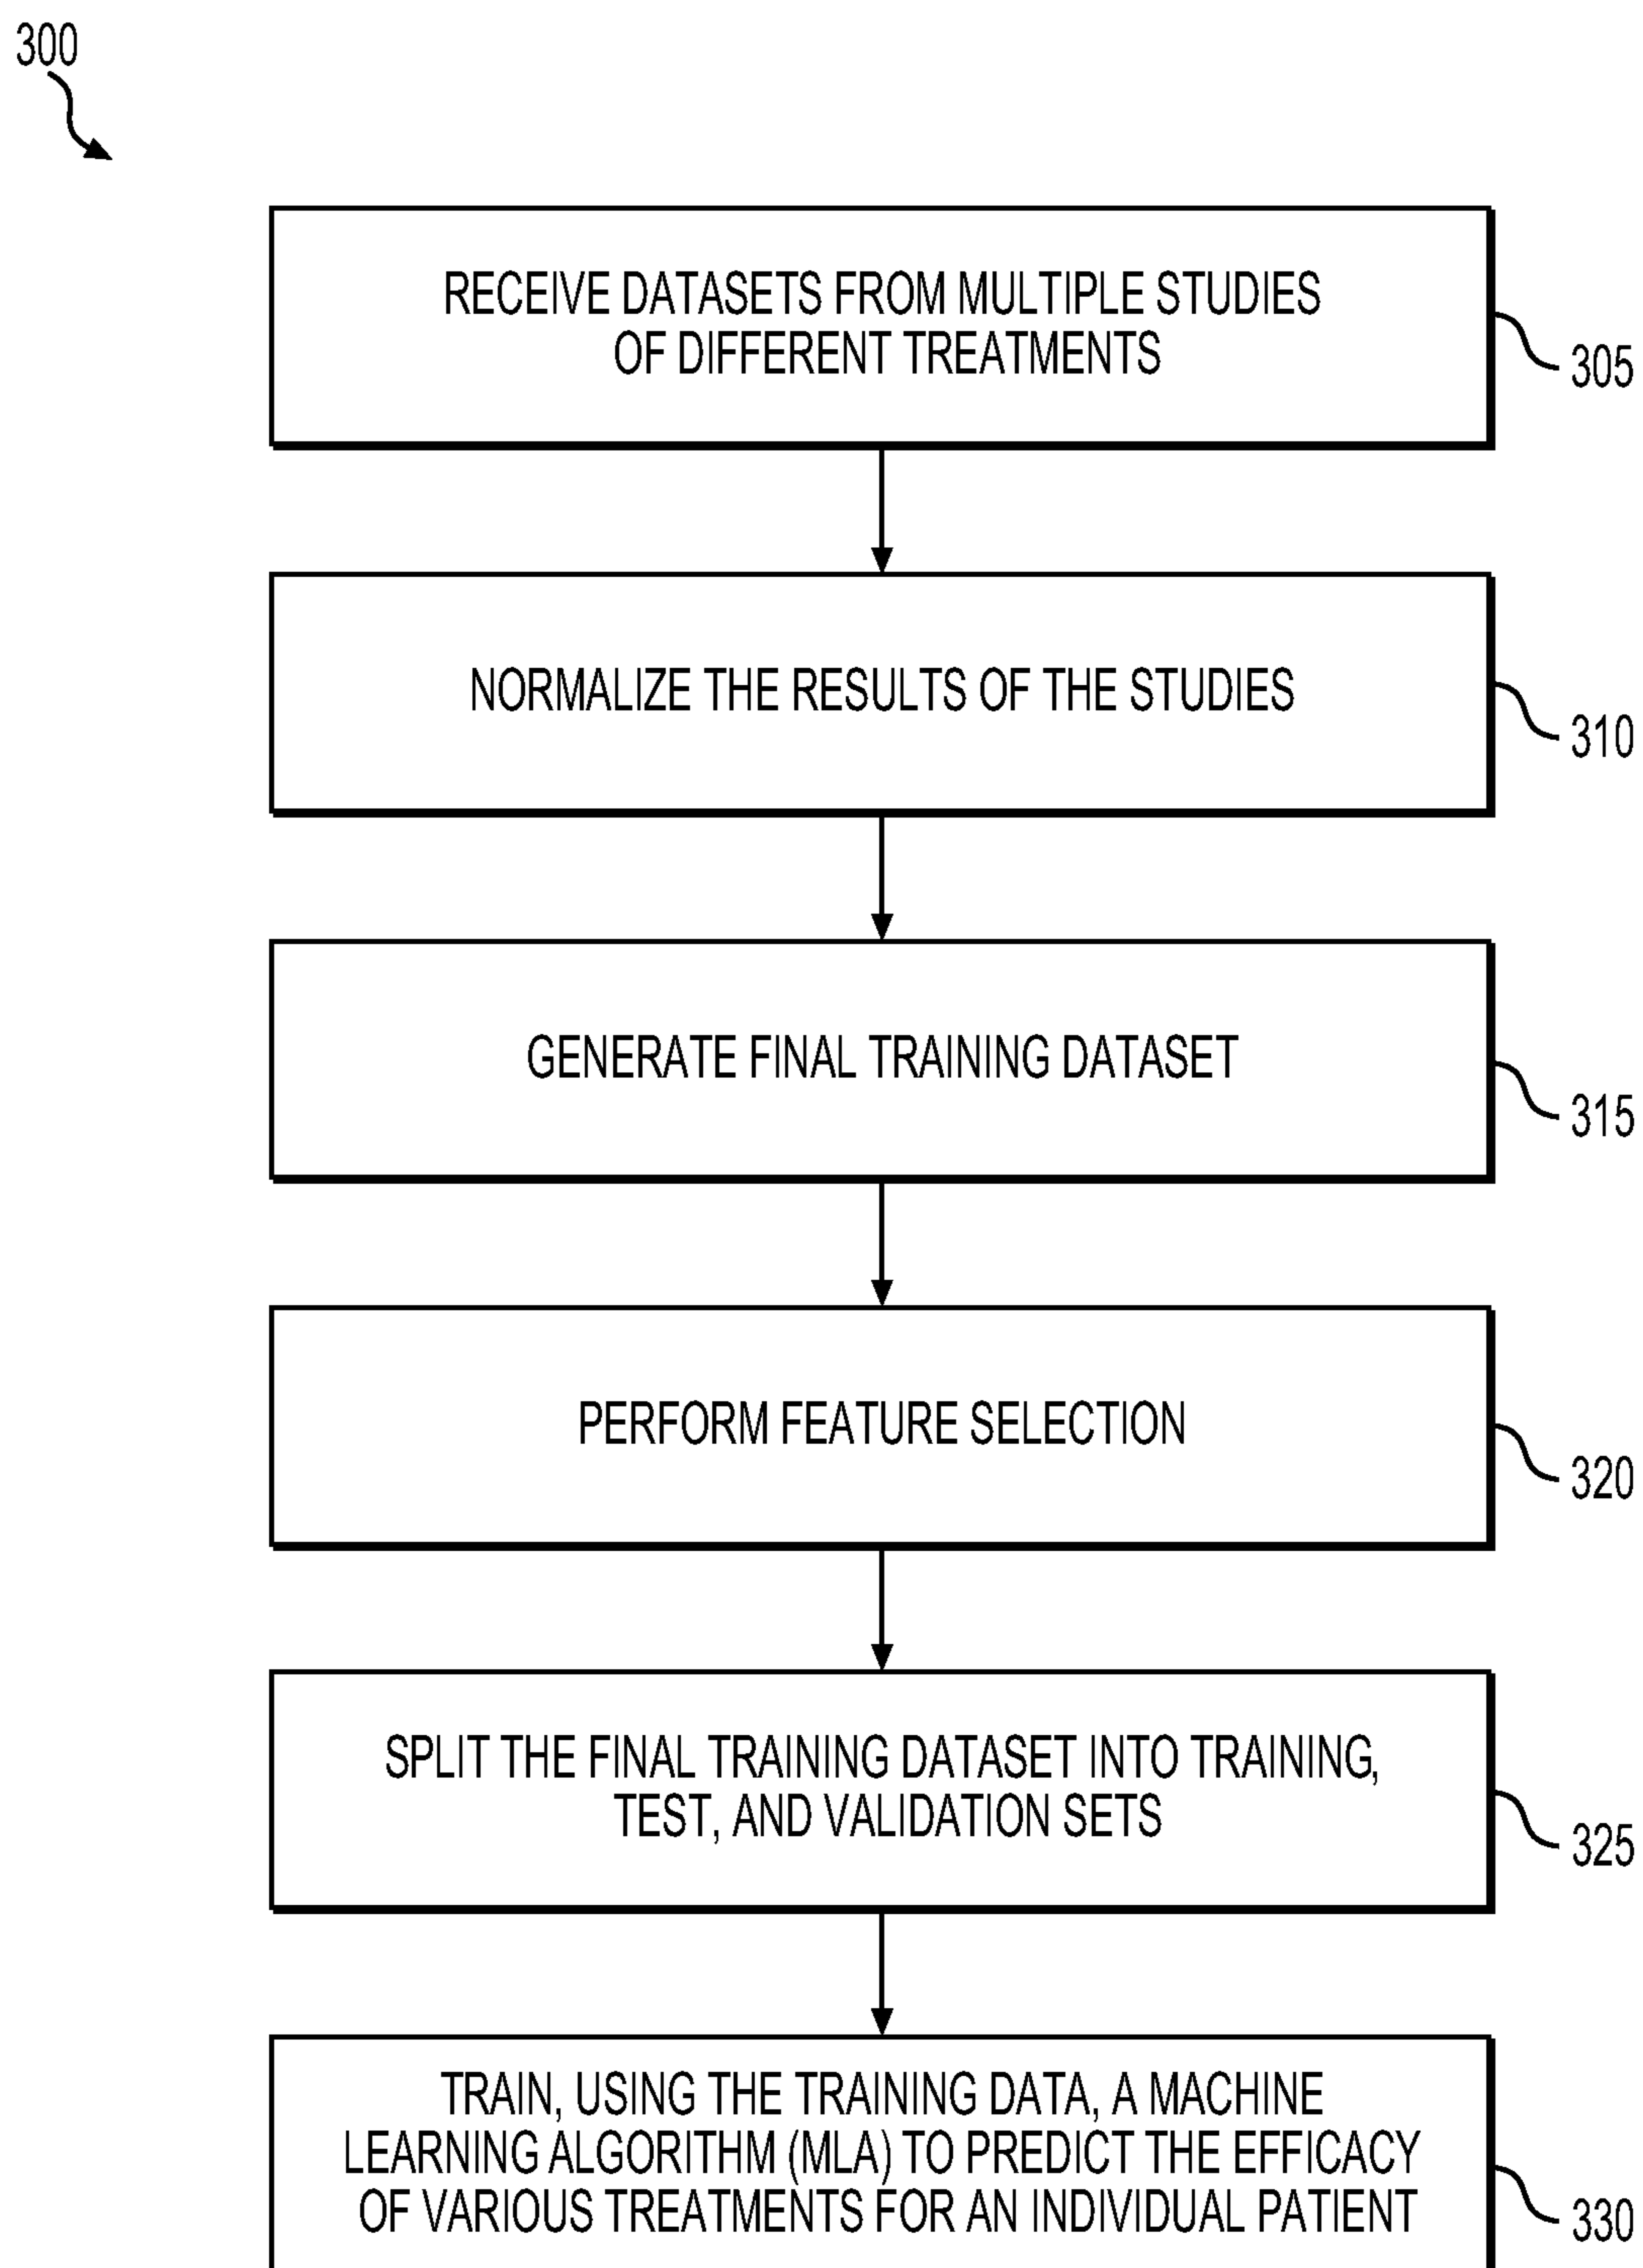 300
RECEIVE DATASETS FROM MULTIPLE STUDIES
OF DIFFERENT TREATMENTS
305
NORMALIZE THE RESULTS OF THE STUDIES
310
GENERATE FINAL TRAINING DATASET
315
PERFORM FEATURE SELECTION
320
SPLIT THE FINAL TRAINING DATASET INTO TRAINING,
TEST, AND VALIDATION SETS
325
TRAIN, USING THE TRAINING DATA, A MACHINE
LEARNING ALGORITHM (MLA) TO PREDICT THE EFFICACY
OF VARIOUS TREATMENTS FOR AN INDIVIDUAL PATIENT
330